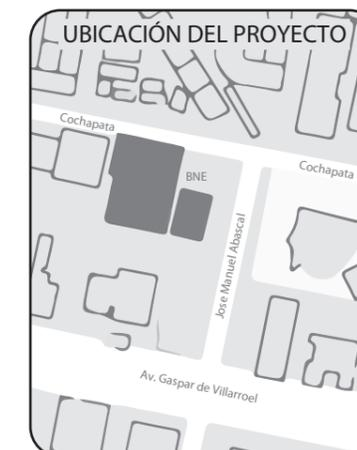 UBICACIÓN DEL PROYECTO
Cochapata
Cochapata
BNE
Jose Manuel Abascal
Av. Gaspar de Villarroel